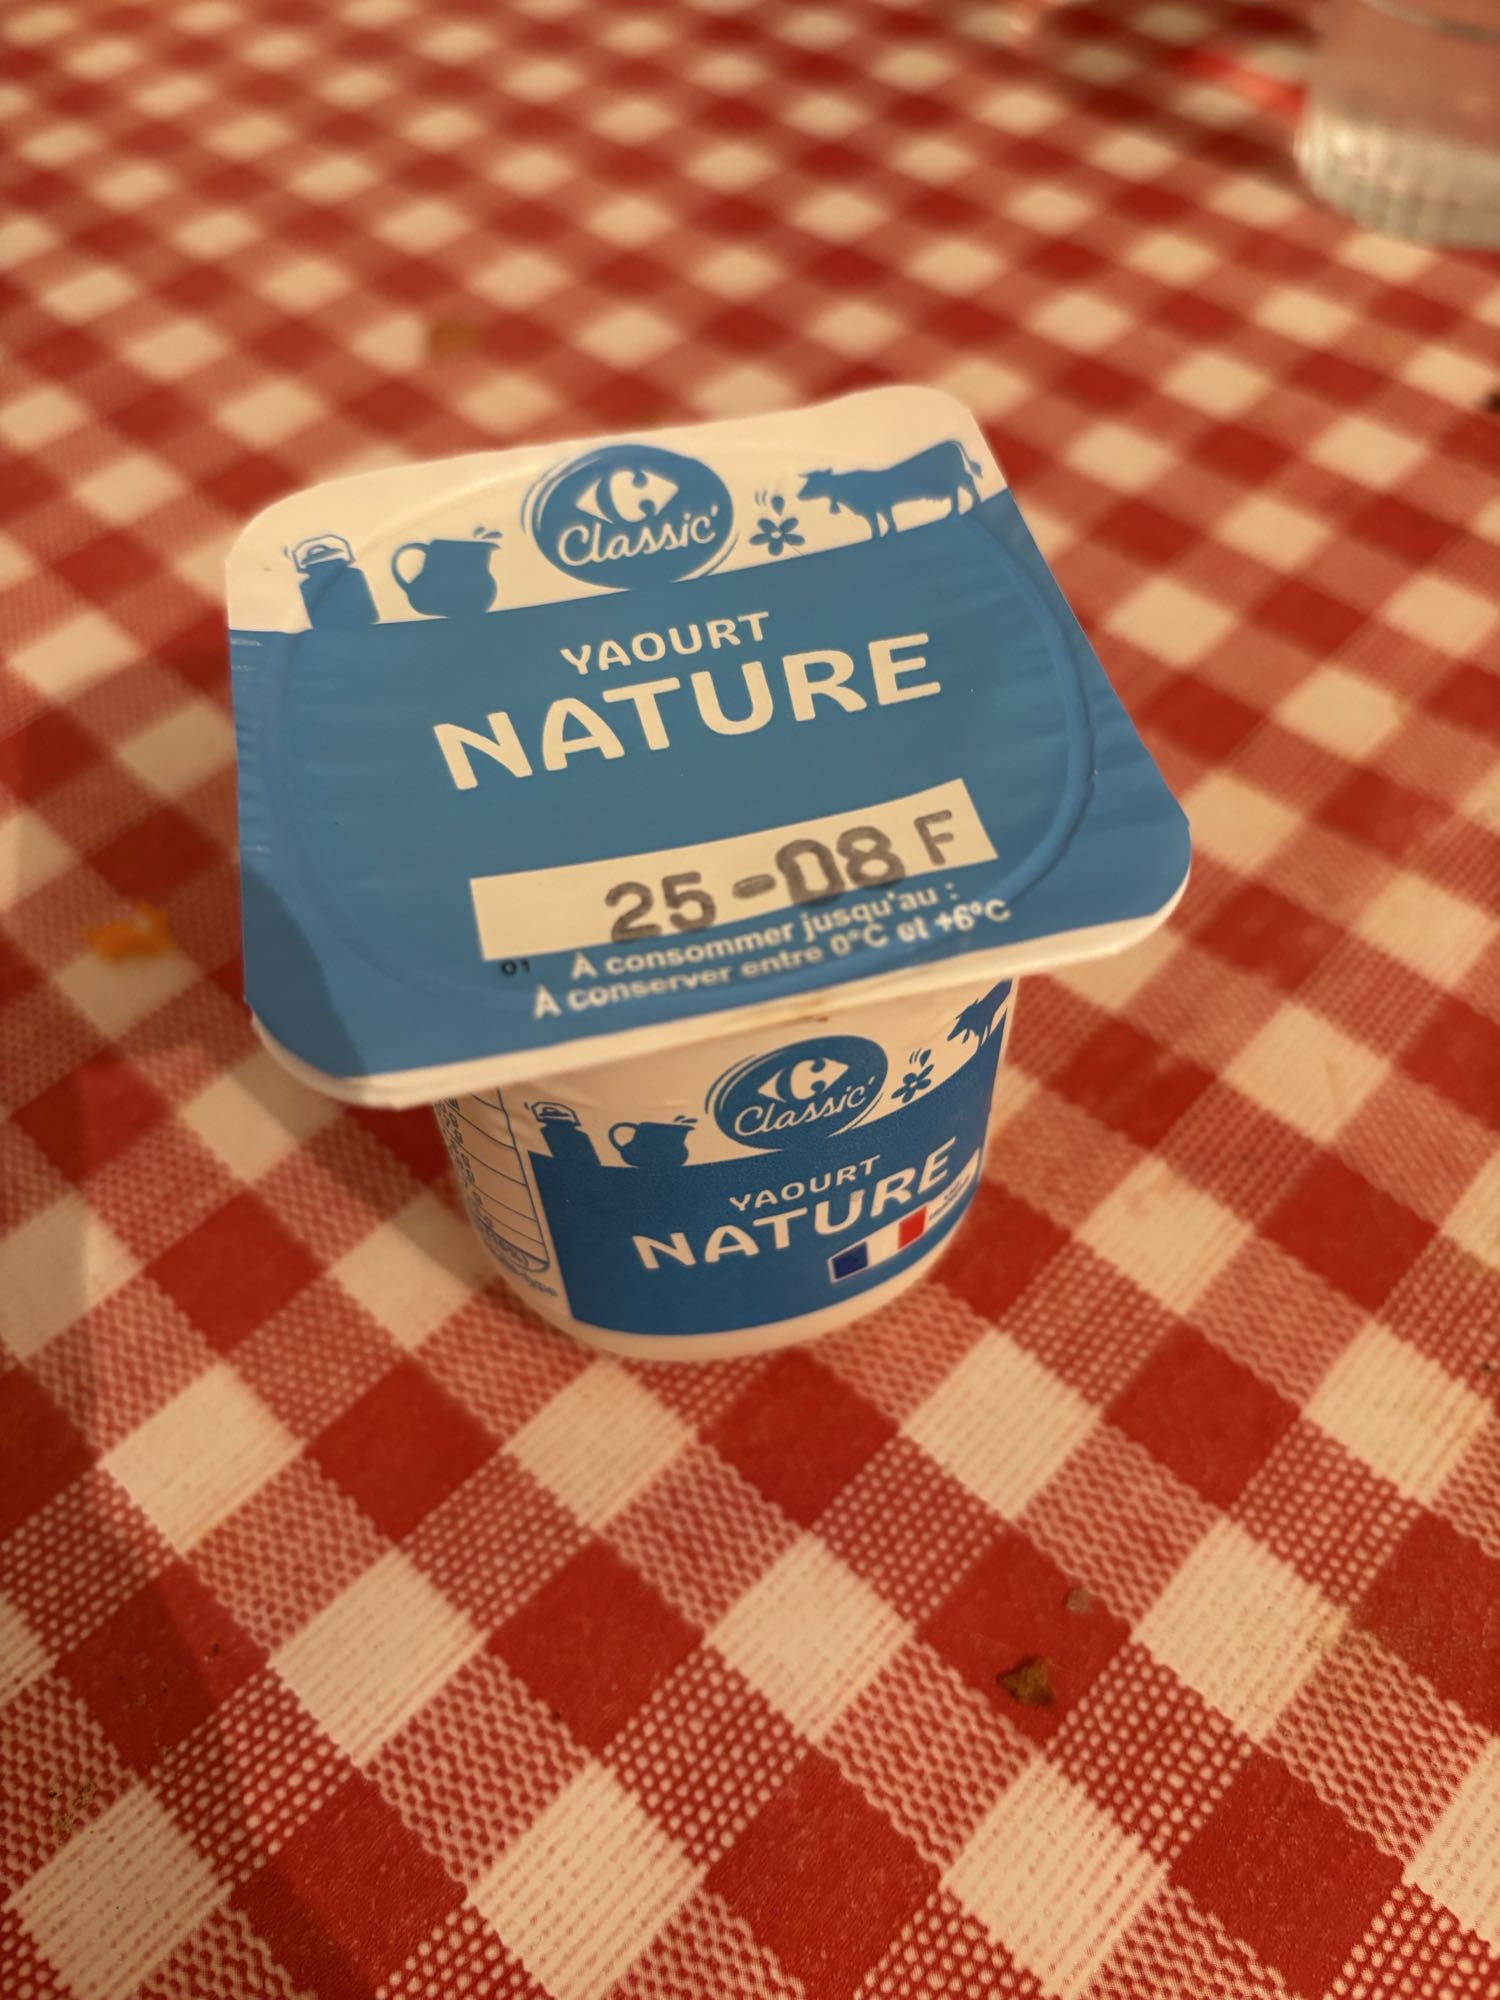 Classic'
YAOURT
NATURE
25-08 F
01 À consommer jusqu'au :
À conserver entre 0°C et +6°C
Classic'
YAOURT
NATURE